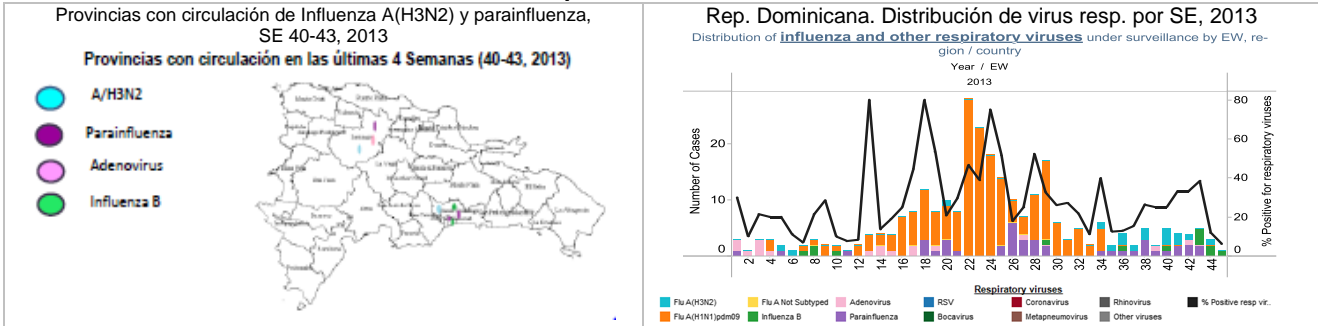 Provincias con circulación de Influenza A(H3N2) y parainfluenza,
SE 40-43, 2013
Provincias con circulación en las últimas 4 Semanas (40-43, 2013)
A/H3N2
Parainfluenza
Adenovirus
Influenza B
Rep. Dominicana. Distribución de virus resp. por SE, 2013
Distribution of influenza and other respiratory viruses under surveillance by EW, re-
gion / country
Year / EW
2013
Number of Cases
20
10
0
80
60
40
20
0
% Positive for respiratory viruses
2 4 6 8 10 12 14 16 18 20 22 24 26 28 30 32 34 36 38 40 42 44
Respiratory viruses
Flu A(H3N2) Flu A Not Subtyped Adenovirus RSV Coronavirus Rhinovirus % Positive resp vir..
Flu A(H1N1)pdm09 Influenza B Parainfluenza Bocavirus Metapneumovirus Other viruses